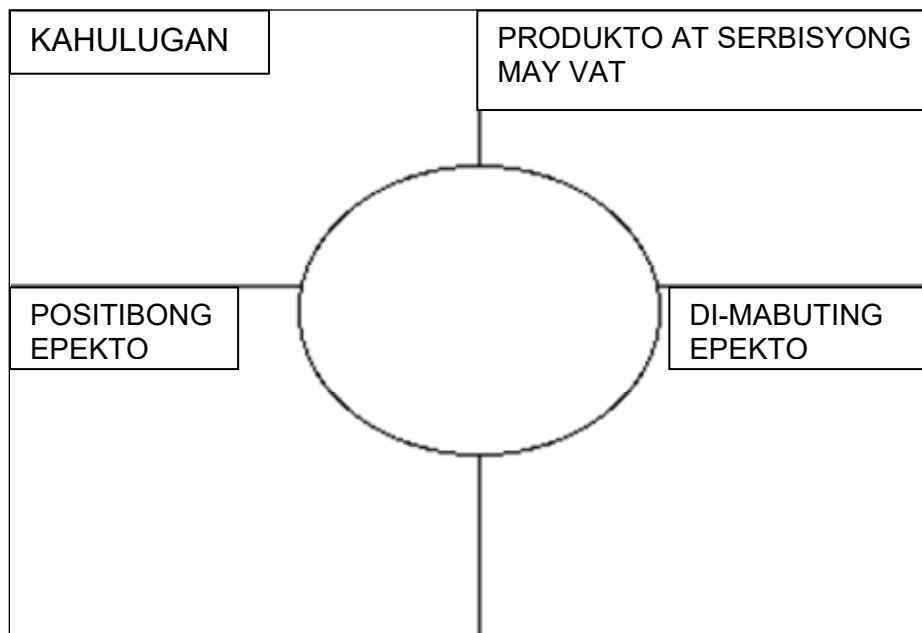 KAHULUGAN
PRODUKTO AT SERBISYONG
MAY VAT
POSITIBONG
EPEKTO
DI-MABUTING
EPEKTO